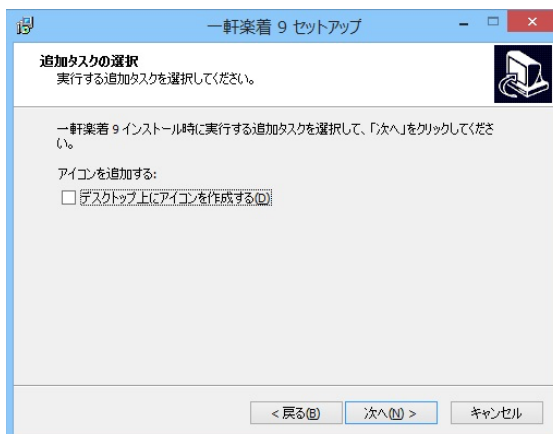 一軒楽着 9 セットアップ
追加タスクの選択
実行する追加タスクを選択してください。
一軒楽着 9 インストール時に実行する追加タスクを選択して、「次へ」をクリックしてくださ
い。
アイコンを追加する:
デスクトップ上にアイコンを作成する(D)
< 戻る(B) 次へ(N) > キャンセル